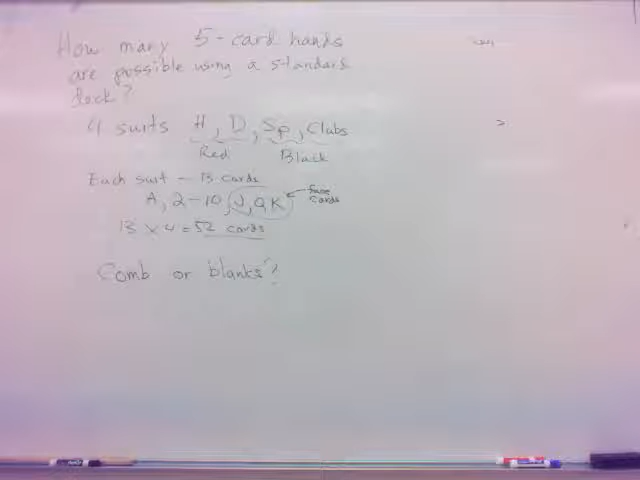 How many 5-card hands
are possible using a standard
deck?
4 suits H, D, Sp, Clubs
Red Black
Each suit - 13 cards
A, 2-10, J, Q K ← face cards
13 x 4 = 52 cards
Comb or blanks?